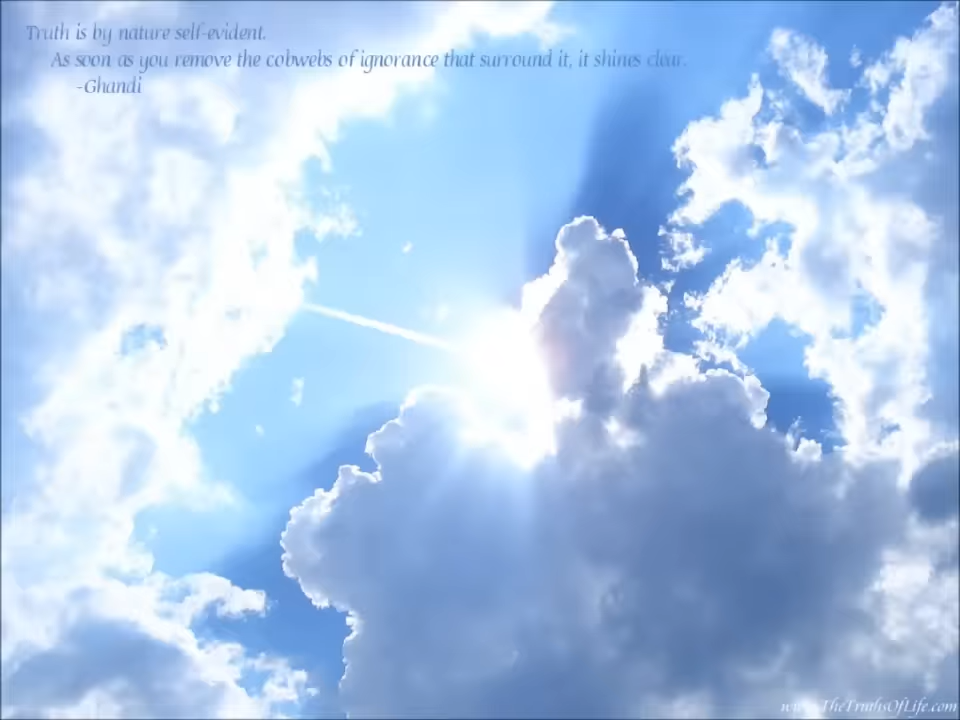 Truth is by nature self-evident.
As soon as you remove the cobwebs of ignorance that surround it, it shines clear.
-Ghandi
www.TheTruthsOfLife.com